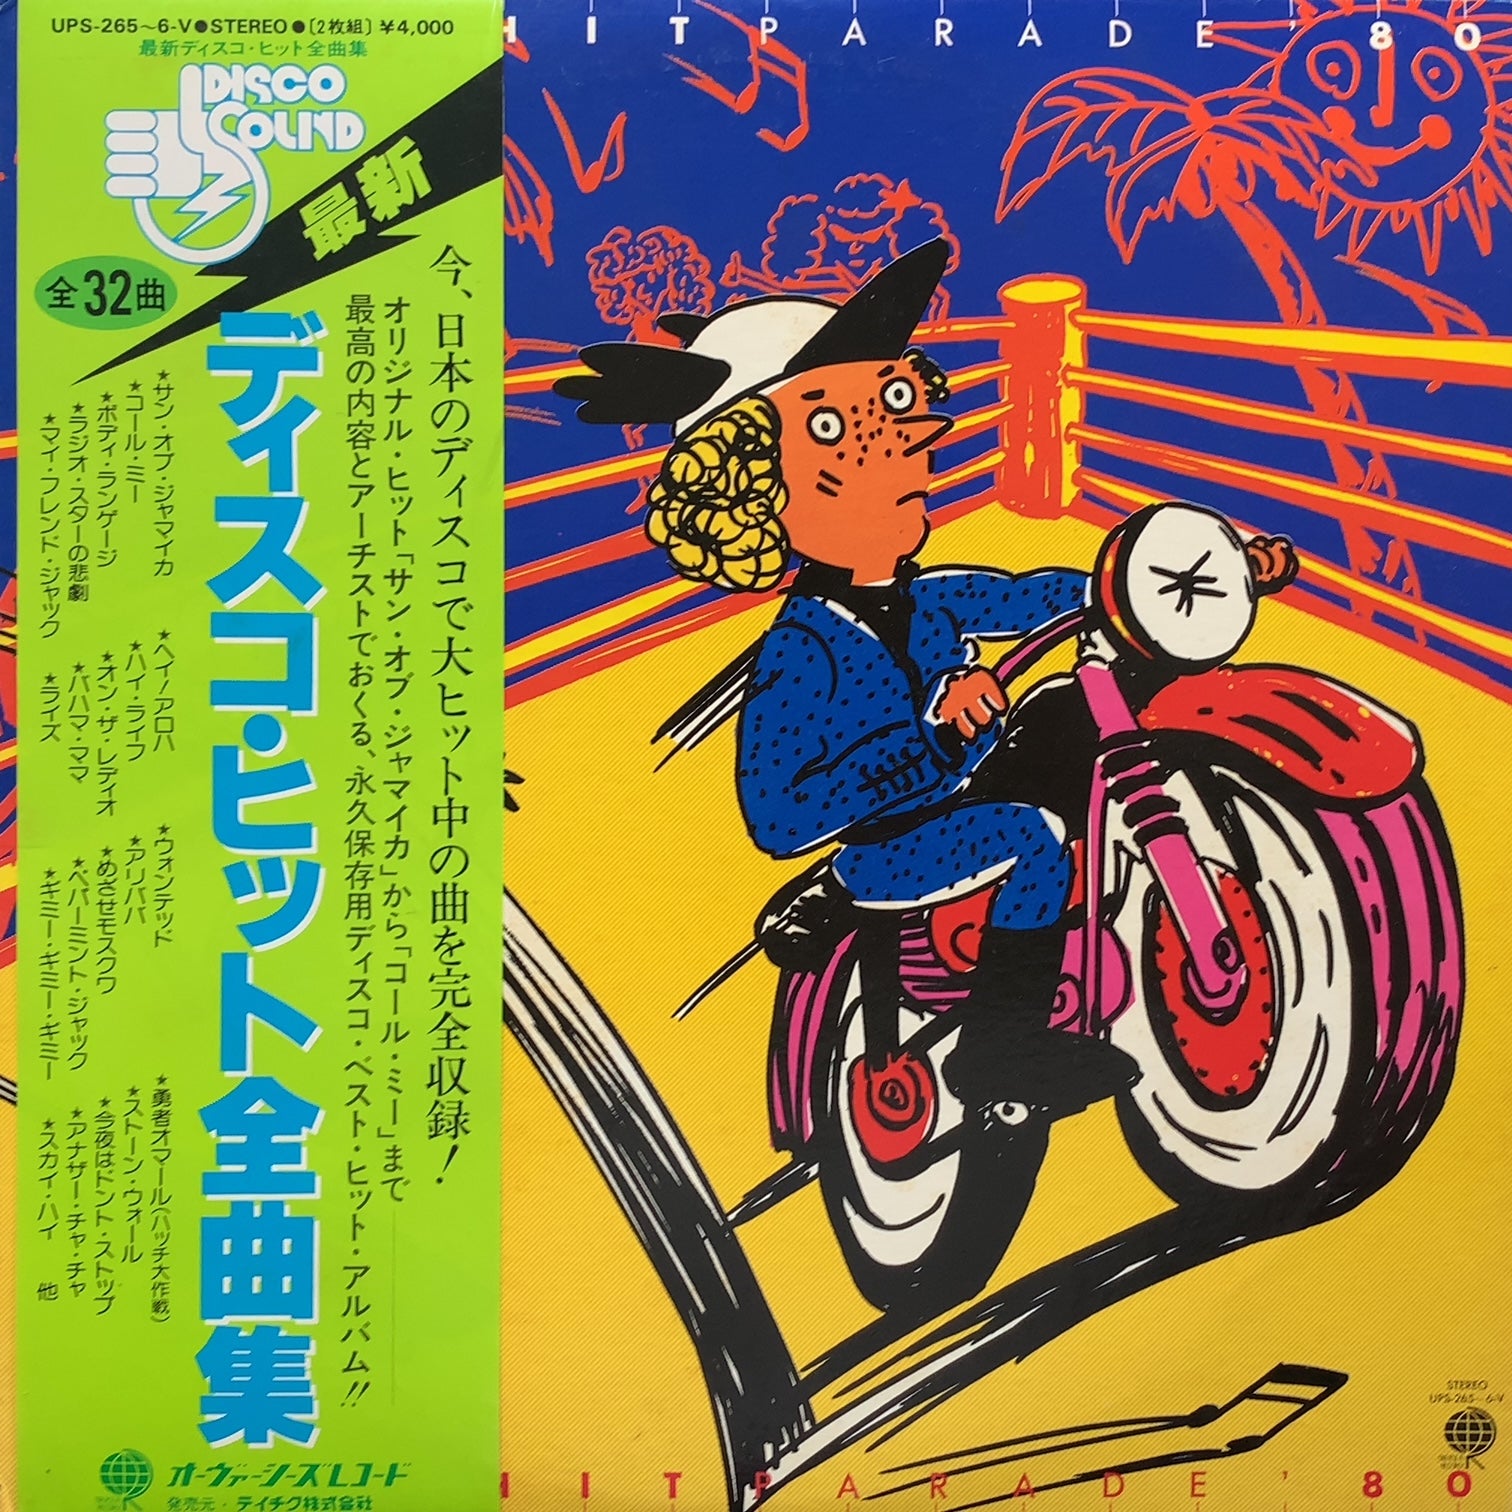 UPS-265~6-V●STEREO●〔2枚組〕¥4,000
最新ディスコ・ヒット全曲集
DISCO
SOUND
最新
全32曲
今、日本のディスコで大ヒット中の曲を完全収録！
オリジナル・ヒット「サン・オブ・ジャマイカ」から「コール・ミー」まで
最高の内容とアーチストでおくる、永久保存用ディスコ・ベスト・ヒット・アルバム!!
ディスコ・ヒット全曲集
★サン・オブ・ジャマイカ
★コール・ミー
★ボディ・ランゲージ
★ラジオ・スターの悲劇
★マイ・フレンド・ジャック
★ヘイ！アロハ
★ハイ・ライフ
★オン・ザ・レディオ
★ババマ・ママ
★ライズ
★ウォンテッド
★アリババ
★めざせモスクワ
★ペパーミント・ジャック
★ギミー・ギミー・ギミー
★勇者オマール(ハッチ大作戦)
★ストーン・ウォール
★今夜はドント・ストップ
★アナザー・チャ・チャ
★スカイ・ハイ 他
オーヴァーシーズレコード
発売元・テイチク株式会社
HIT PARADE '80
STEREO
UPS-265~6-V
HIT PARADE '80